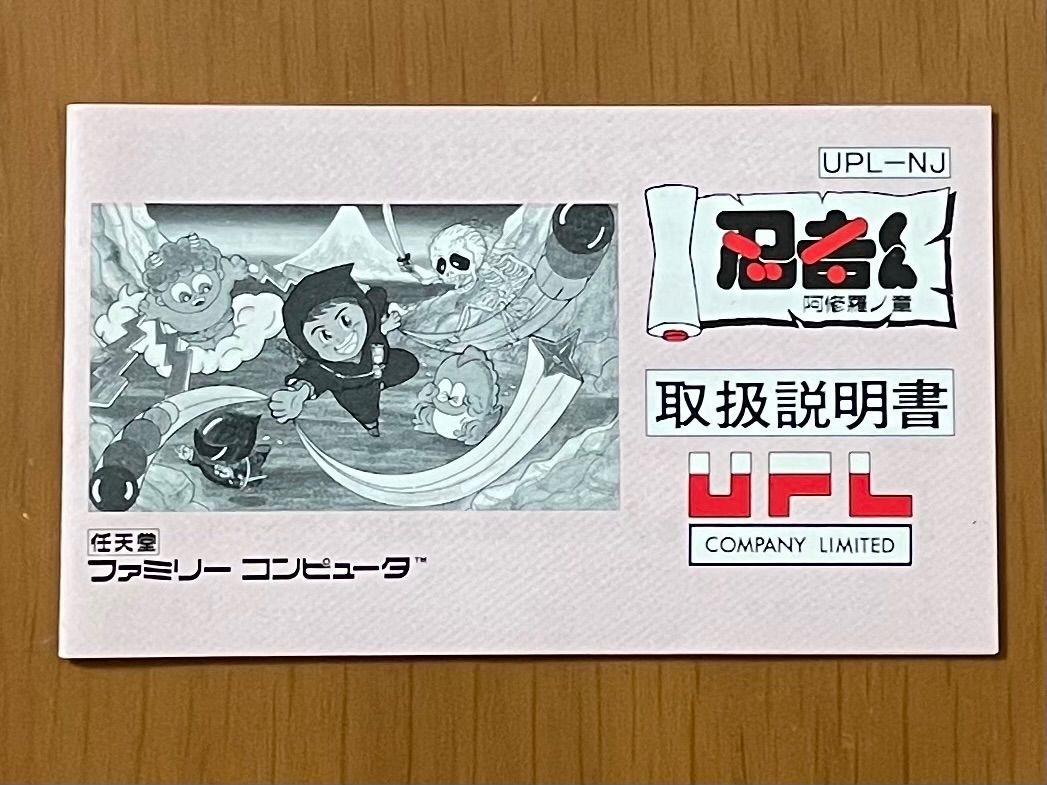 UPL-NJ
忍者くん
阿修羅ノ章
取扱説明書
UPL
COMPANY LIMITED
任天堂
ファミリー コンピュータ™